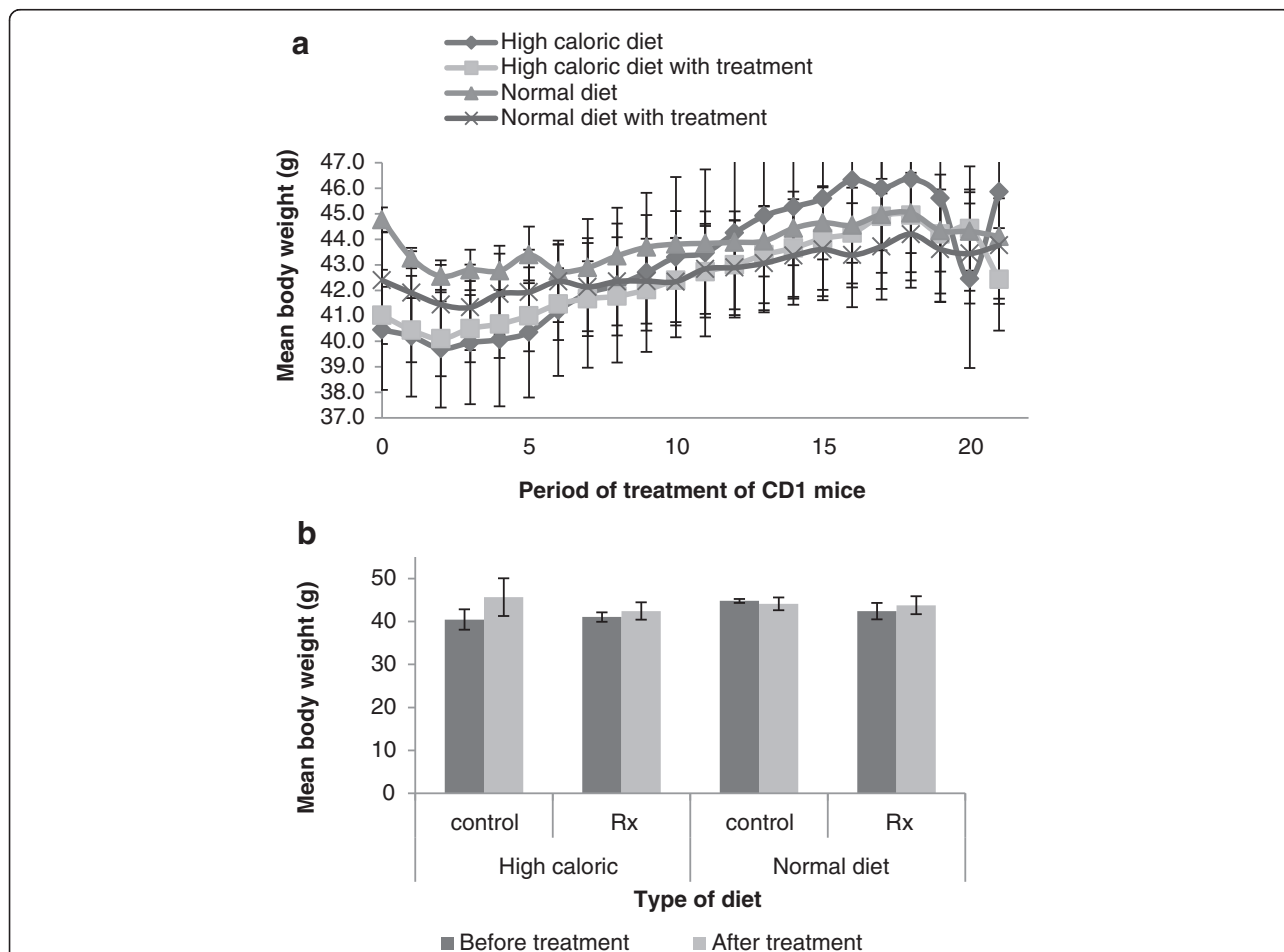 a
High caloric diet
High caloric diet with treatment
Normal diet
Normal diet with treatment
Mean body weight (g)
47.0
46.0
45.0
44.0
43.0
42.0
41.0
40.0
39.0
38.0
37.0
0 5 10 15 20
Period of treatment of CD1 mice
b
Mean body weight (g)
50
40
30
20
10
0
control Rx control Rx
High caloric Normal diet
Type of diet
Before treatment After treatment